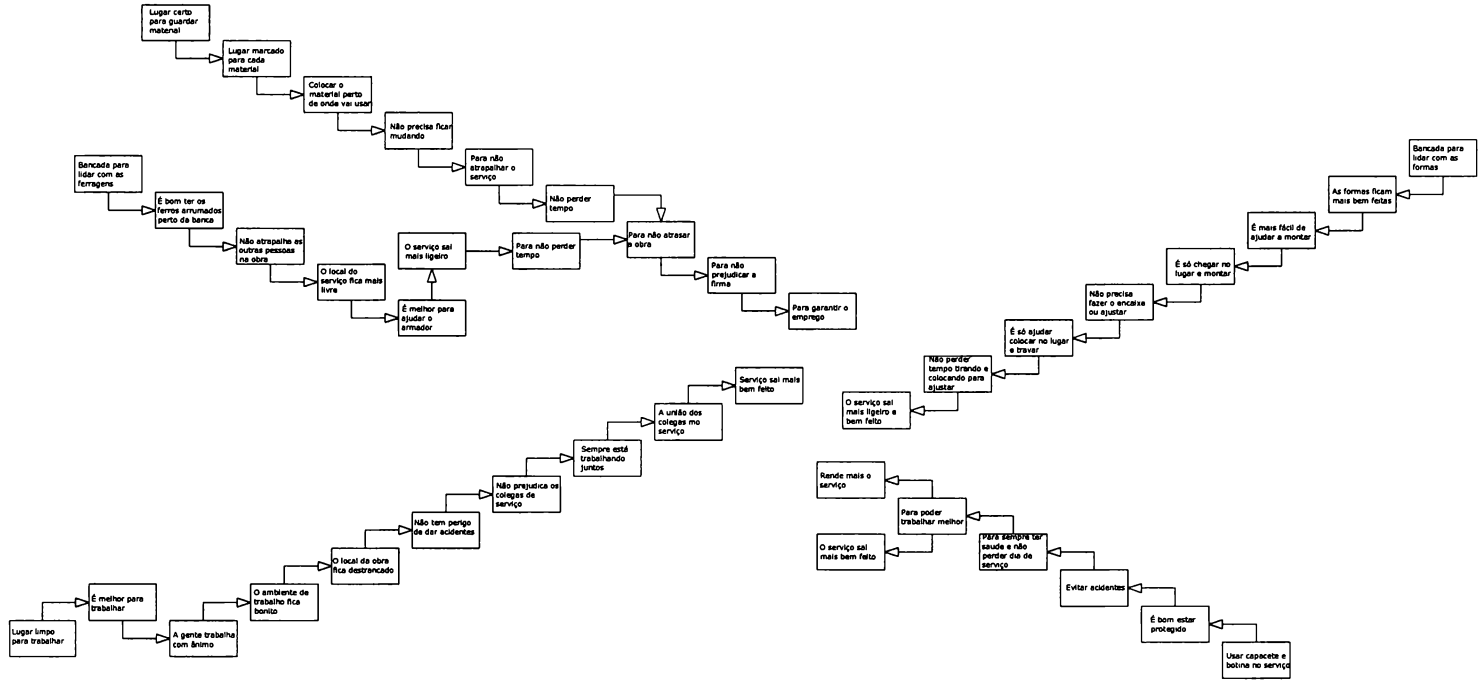 Lugar certo
para guardar
material
Lugar marcado
para cada
material
Colocar o
material perto
de onde vai usar
Não precisa ficar
mudando
Para não
atrapalhar o
serviço
Não perder
tempo
Para não atrasar
a obra
Para não
prejudicar a
firma
Para garantir o
emprego
Bancada para
lidar com as
ferragens
É bom ter os
ferros arrumados
perto da banca
Não atrapalha as
outras pessoas
na obra
O local do
serviço fica mais
livre
É melhor para
ajudar o
armador
O serviço sai
mais ligeiro
Para não perder
tempo
Bancada para
lidar com as
formas
As formas ficam
mais bem feitas
É mais fácil de
ajudar a montar
É só chegar no
lugar e montar
Não precisa
fazer o encaixe
ou ajustar
É só ajudar
colocar no lugar
e travar
Não perder
tempo tirando e
colocando para
ajustar
O serviço sai
mais ligeiro e
bem feito
Lugar limpo
para trabalhar
É melhor para
trabalhar
A gente trabalha
com ânimo
O ambiente de
trabalho fica
bonito
O local da obra
fica destrancado
Não tem perigo
de dar acidentes
Não prejudica os
colegas de
serviço
Sempre está
trabalhando
juntos
A união dos
colegas mo
serviço
Serviço sai mais
bem feito
Rende mais o
serviço
O serviço sai
mais bem feito
Para poder
trabalhar melhor
Para sempre ter
saude e não
perder dia de
serviço
Evitar acidentes
É bom estar
protegido
Usar capacete e
botina no serviço